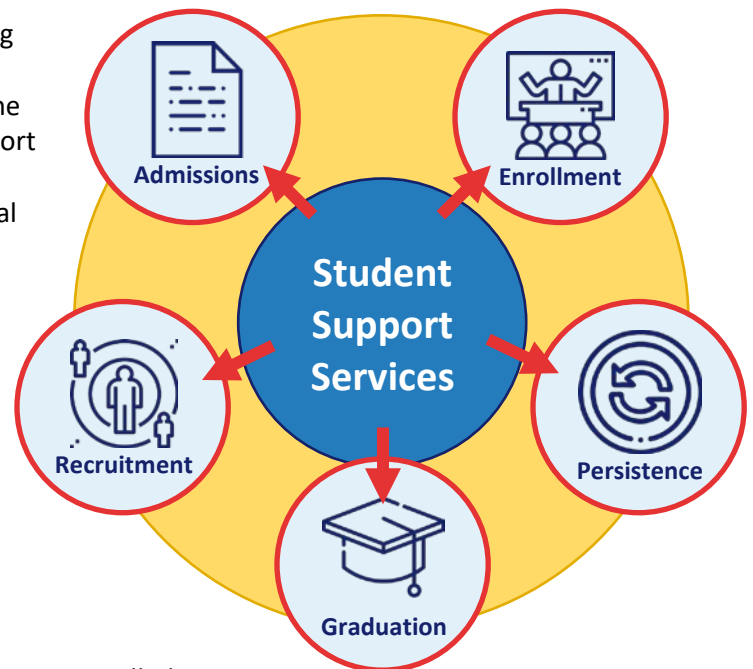 Admissions
Enrollment
Student
Support
Services
Recruitment
Persistence
Graduation